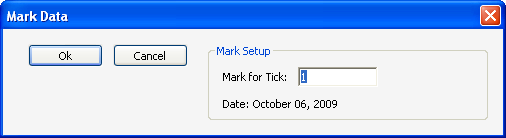 Mark Data
Ok
Cancel
Mark Setup
Mark for Tick:
1
Date: October 06, 2009